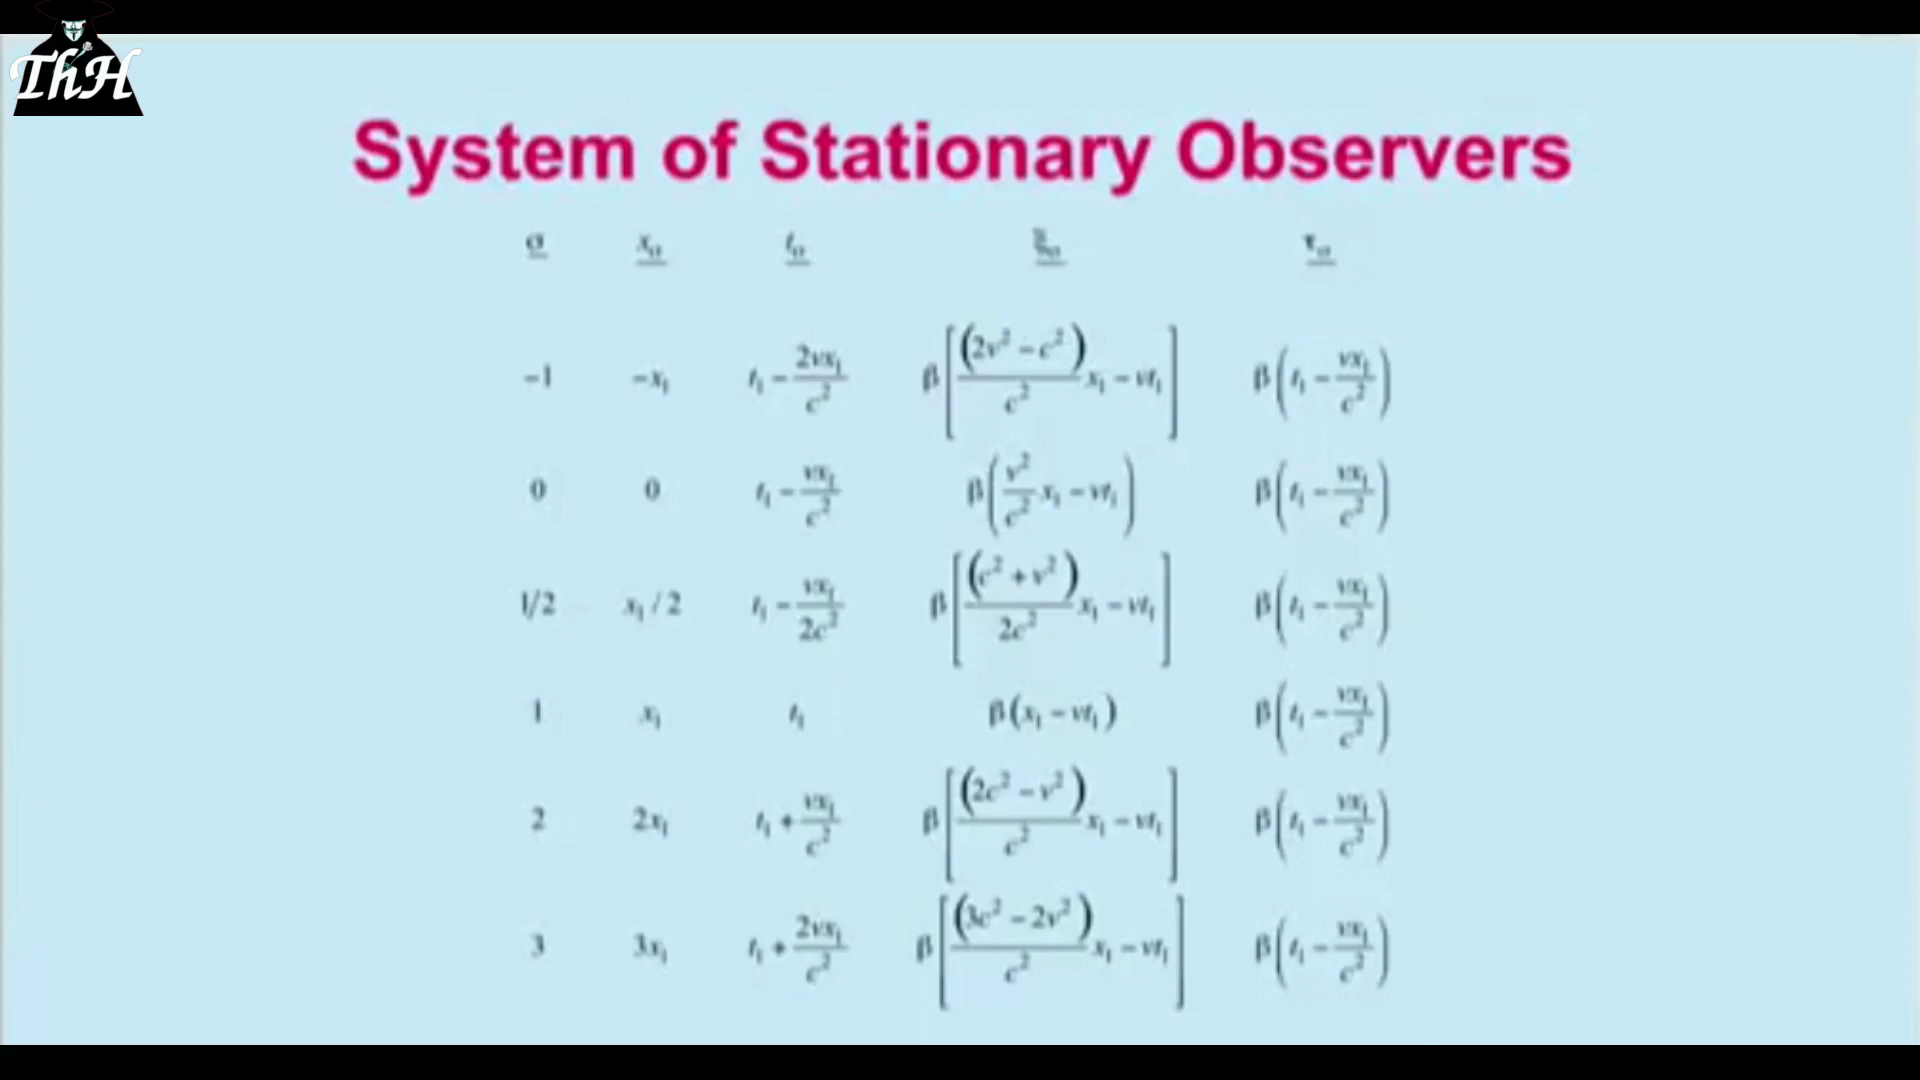 ThH
System of Stationary Observers
σ x_σ t_σ ξ_σ τ_σ
−1 −x₁ t₁ − 2vx₁/c² β[(2v² − c²)/c² x₁ − vt₁] β(t₁ − vx₁/c²)
0 0 t₁ − vx₁/c² β(v²/c² x₁ − vt₁) β(t₁ − vx₁/c²)
1/2 x₁ / 2 t₁ − vx₁/2c² β[(c² + v²)/2c² x₁ − vt₁] β(t₁ − vx₁/c²)
1 x₁ t₁ β(x₁ − vt₁) β(t₁ − vx₁/c²)
2 2x₁ t₁ + vx₁/c² β[(2c² − v²)/c² x₁ − vt₁] β(t₁ − vx₁/c²)
3 3x₁ t₁ + 2vx₁/c² β[(3c² − 2v²)/c² x₁ − vt₁] β(t₁ − vx₁/c²)